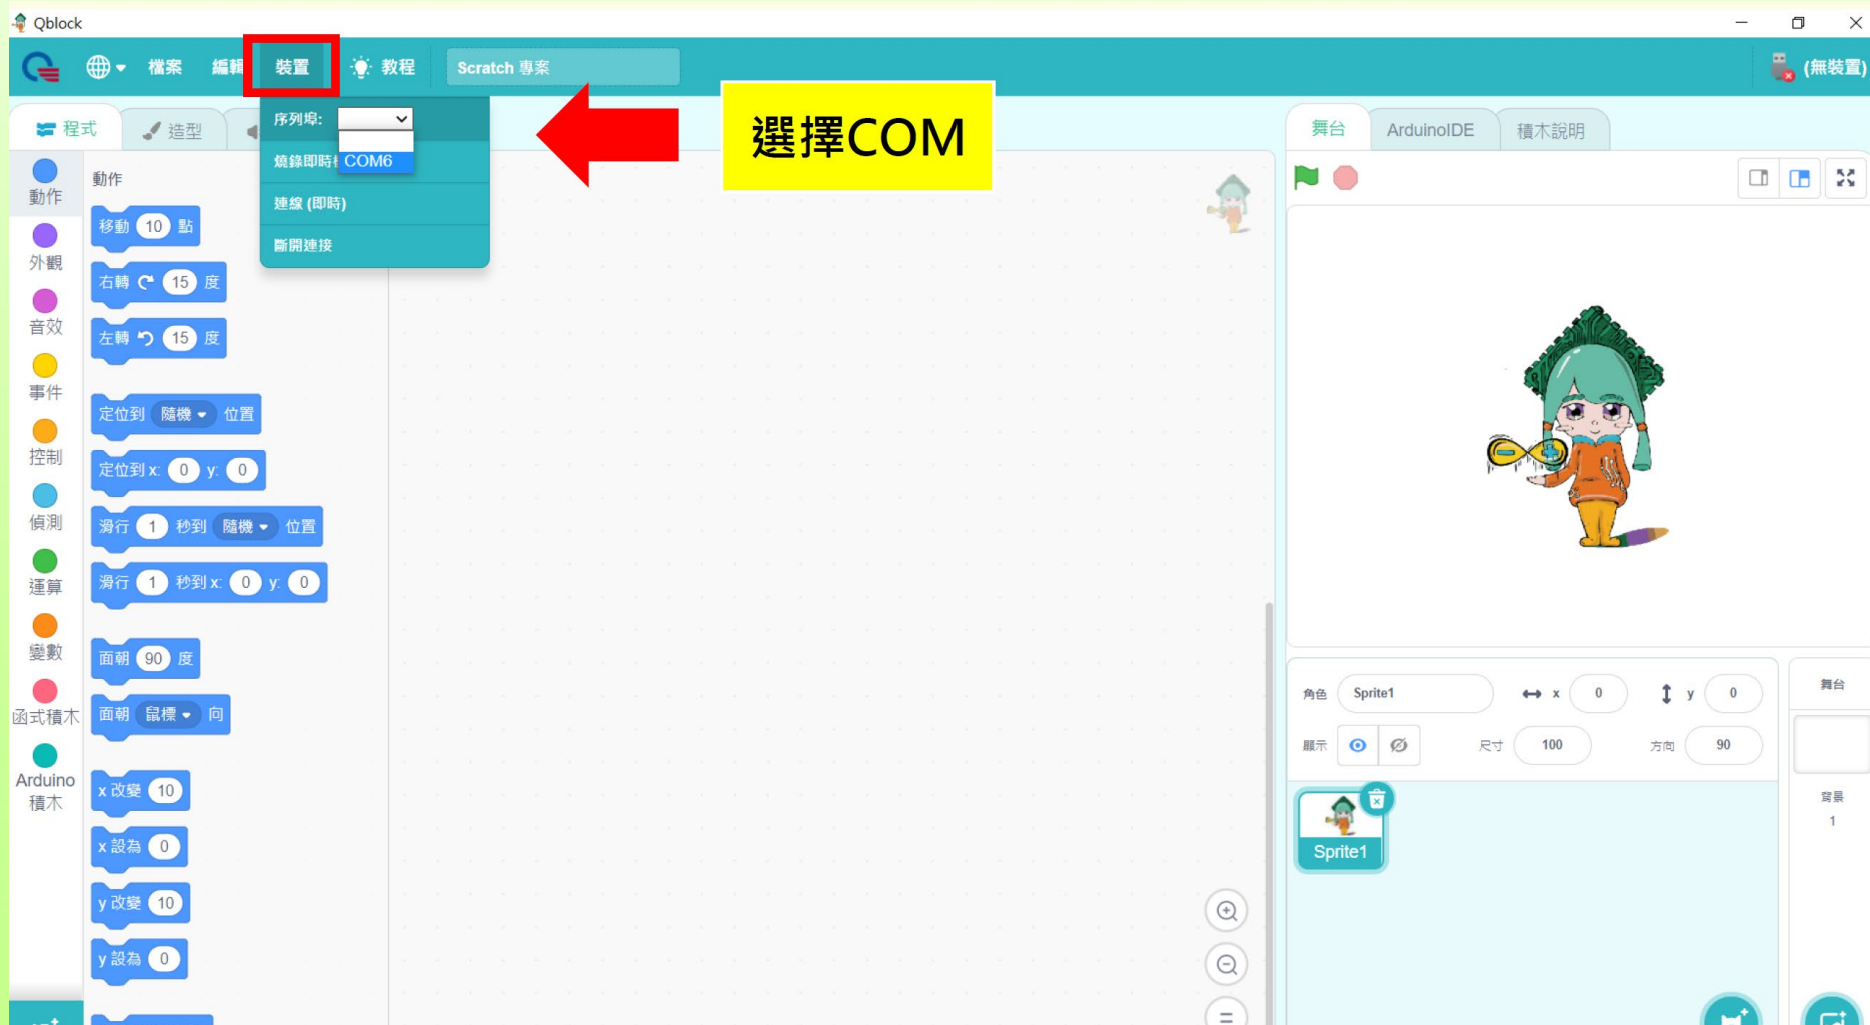 Qblock
檔案 編輯 裝置 教程 Scratch 專案 (無裝置)
程式 造型
序列埠:
COM6
燒錄即時
連線 (即時)
斷開連接
選擇COM
舞台 ArduinoIDE 積木說明
動作
外觀
音效
事件
控制
偵測
運算
變數
函式積木
Arduino
積木
動作
移動 10 點
右轉 15 度
左轉 15 度
定位到 隨機 位置
定位到 x: 0 y: 0
滑行 1 秒到 隨機 位置
滑行 1 秒到 x: 0 y: 0
面朝 90 度
面朝 鼠標 向
x 改變 10
x 設為 0
y 改變 10
y 設為 0
角色 Sprite1 x 0 y 0
顯示 尺寸 100 方向 90
Sprite1
舞台
背景
1